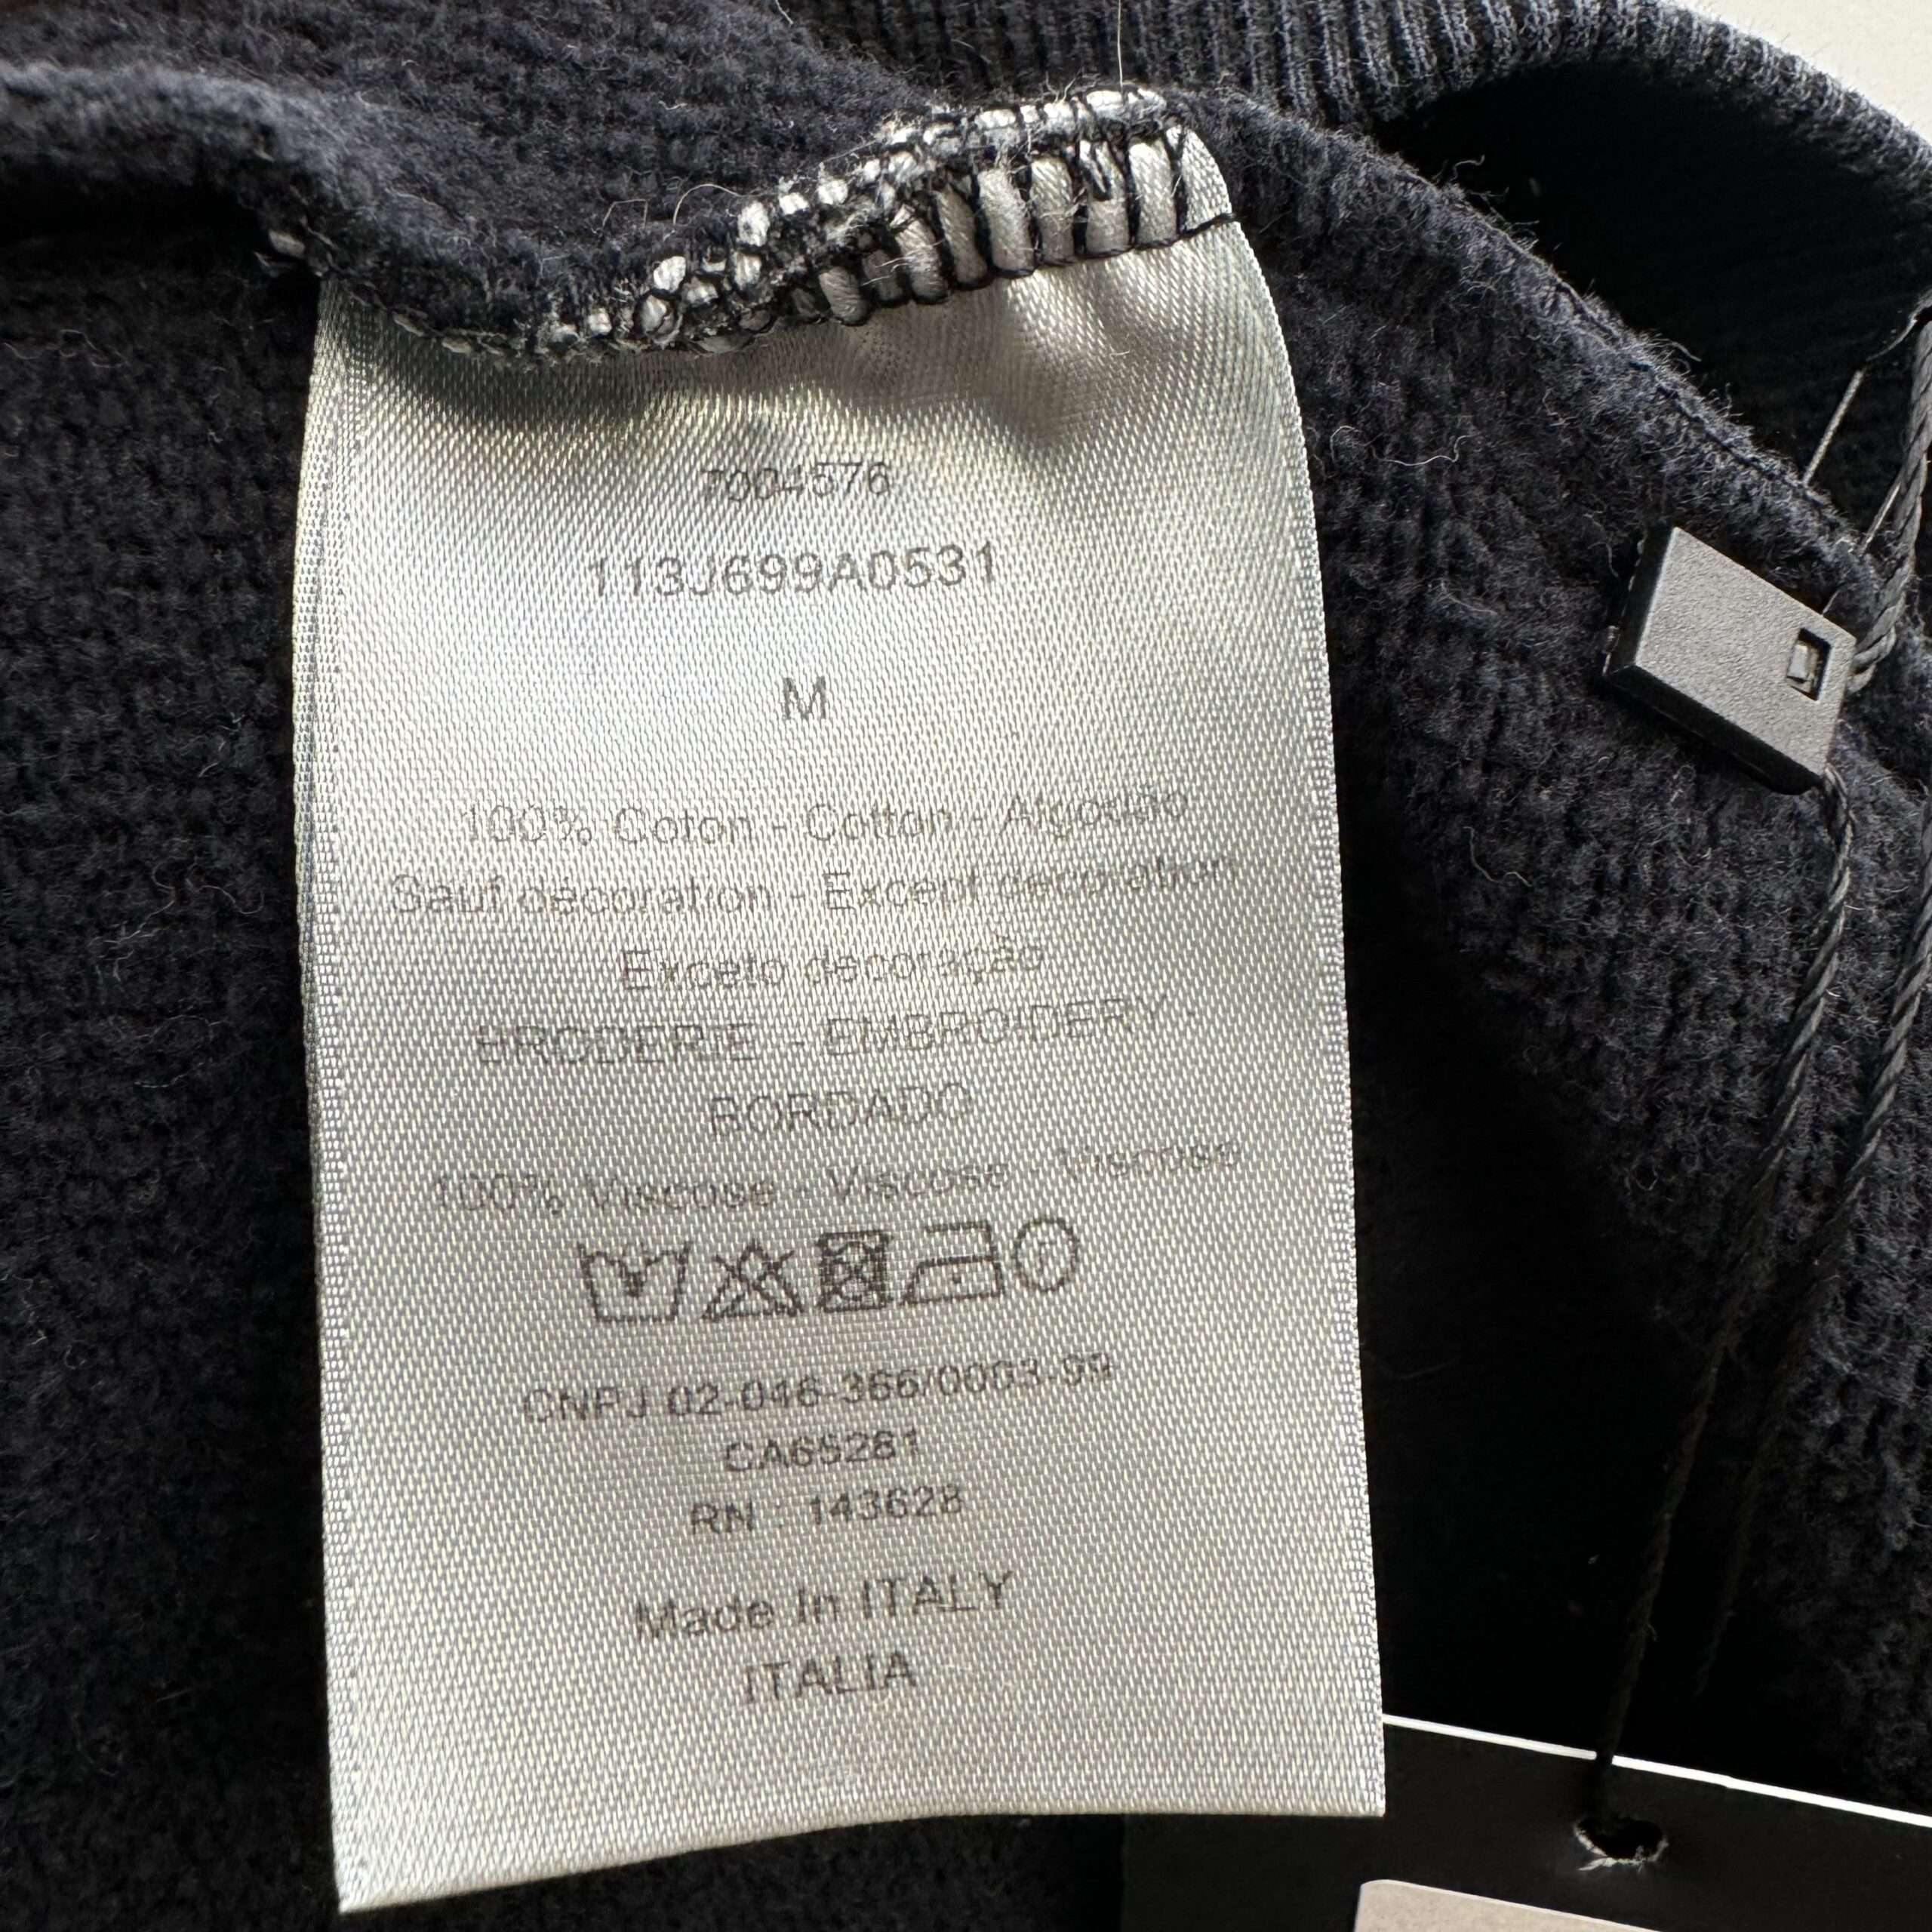 7004576
113J699A0531
M
100% Coton - Cotton - Algodão
Sauf décoration - Except decoration
Exceto decoração
BRODERIE - EMBROIDERY
BORDADO
100% Viscose - Viscose - Viscose
CNPJ 02-046-366/0003-99
CA65281
RN : 143628
Made In ITALY
ITALIA